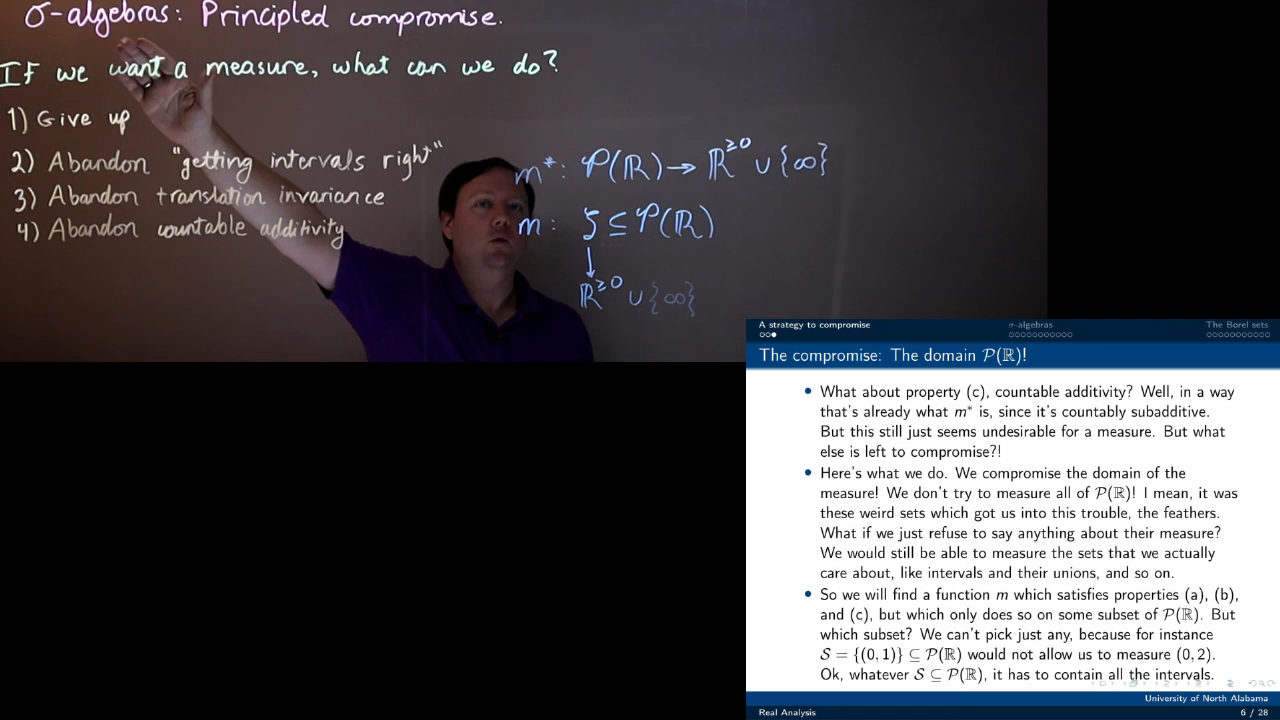 σ-algebras: Principled compromise.
If we want a measure, what can we do?
1) Give up
2) Abandon "getting intervals right"
3) Abandon translation invariance
4) Abandon countable additivity
m*: P(ℝ) → ℝ^≥0 ∪ {∞}
m: S ⊆ P(ℝ)
↓
ℝ^≥0 ∪ {∞}
A strategy to compromise σ-algebras The Borel sets
The compromise: The domain P(ℝ)!
• What about property (c), countable additivity? Well, in a way
that's already what m* is, since it's countably subadditive.
But this still just seems undesirable for a measure. But what
else is left to compromise?!
• Here's what we do. We compromise the domain of the
measure! We don't try to measure all of P(ℝ)! I mean, it was
these weird sets which got us into this trouble, the feathers.
What if we just refuse to say anything about their measure?
We would still be able to measure the sets that we actually
care about, like intervals and their unions, and so on.
• So we will find a function m which satisfies properties (a), (b),
and (c), but which only does so on some subset of P(ℝ). But
which subset? We can't pick just any, because for instance
S = {(0, 1)} ⊆ P(ℝ) would not allow us to measure (0, 2).
Ok, whatever S ⊆ P(ℝ), it has to contain all the intervals.
University of North Alabama
Real Analysis 6 / 28